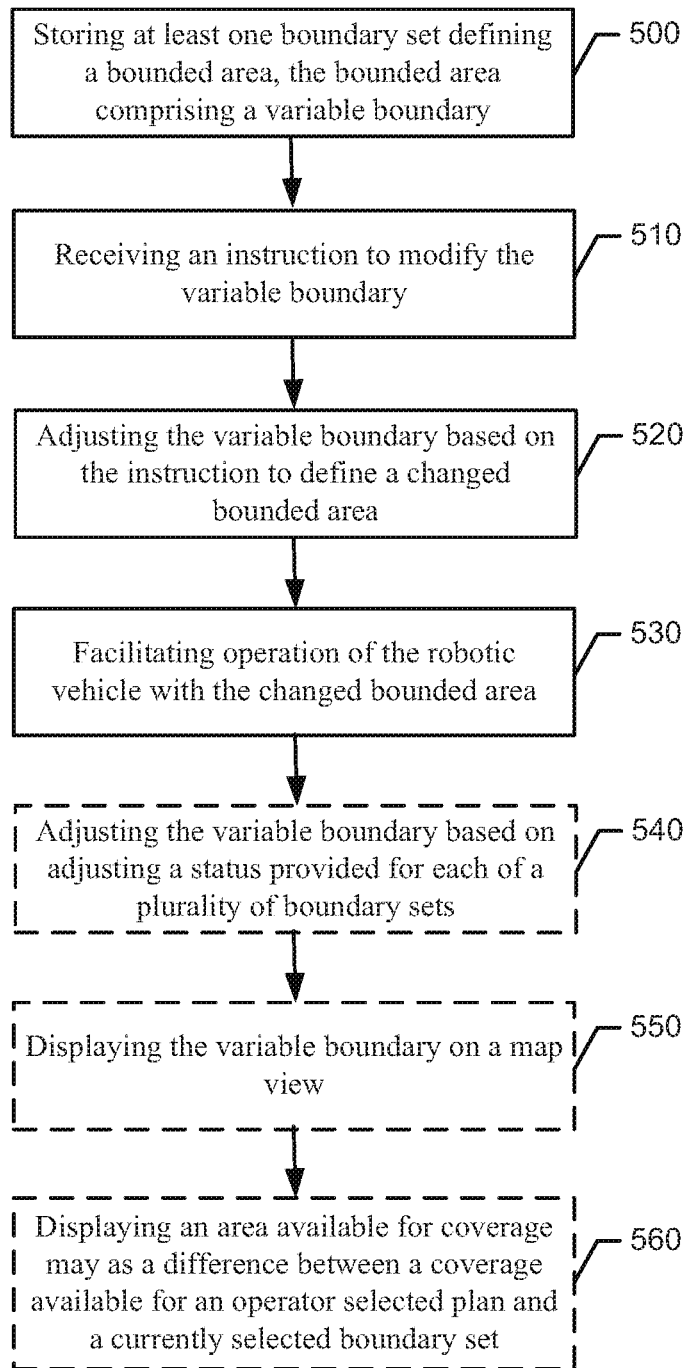 Storing at least one boundary set defining
a bounded area, the bounded area
comprising a variable boundary
500
Receiving an instruction to modify the
variable boundary
510
Adjusting the variable boundary based on
the instruction to define a changed
bounded area
520
Facilitating operation of the robotic
vehicle with the changed bounded area
530
Adjusting the variable boundary based on
adjusting a status provided for each of a
plurality of boundary sets
540
Displaying the variable boundary on a map
view
550
Displaying an area available for coverage
may as a difference between a coverage
available for an operator selected plan and
a currently selected boundary set
560